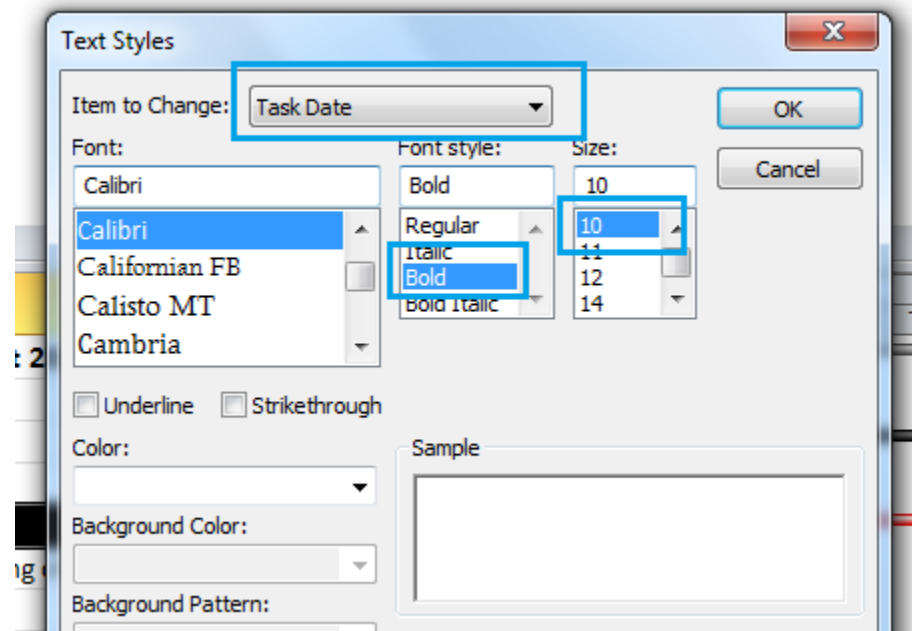 Text Styles
Item to Change: Task Date
OK
Font: Font style: Size:
Calibri Bold 10
Cancel
Calibri
Californian FB
Calisto MT
Cambria
Regular
Italic
Bold
Bold Italic
10
11
12
14
Underline Strikethrough
Color: Sample
Background Color:
Background Pattern:
t 2
ng